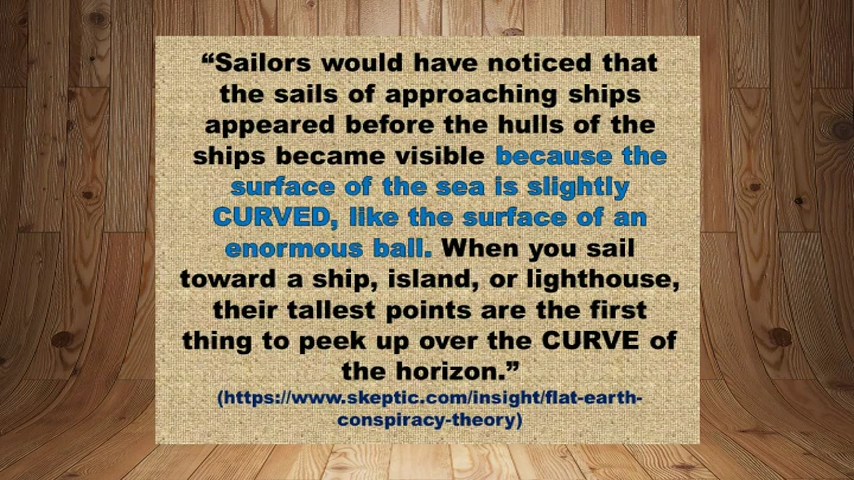 “Sailors would have noticed that
the sails of approaching ships
appeared before the hulls of the
ships became visible because the
surface of the sea is slightly
CURVED, like the surface of an
enormous ball. When you sail
toward a ship, island, or lighthouse,
their tallest points are the first
thing to peek up over the CURVE of
the horizon.”
(https://www.skeptic.com/insight/flat-earth-
conspiracy-theory)